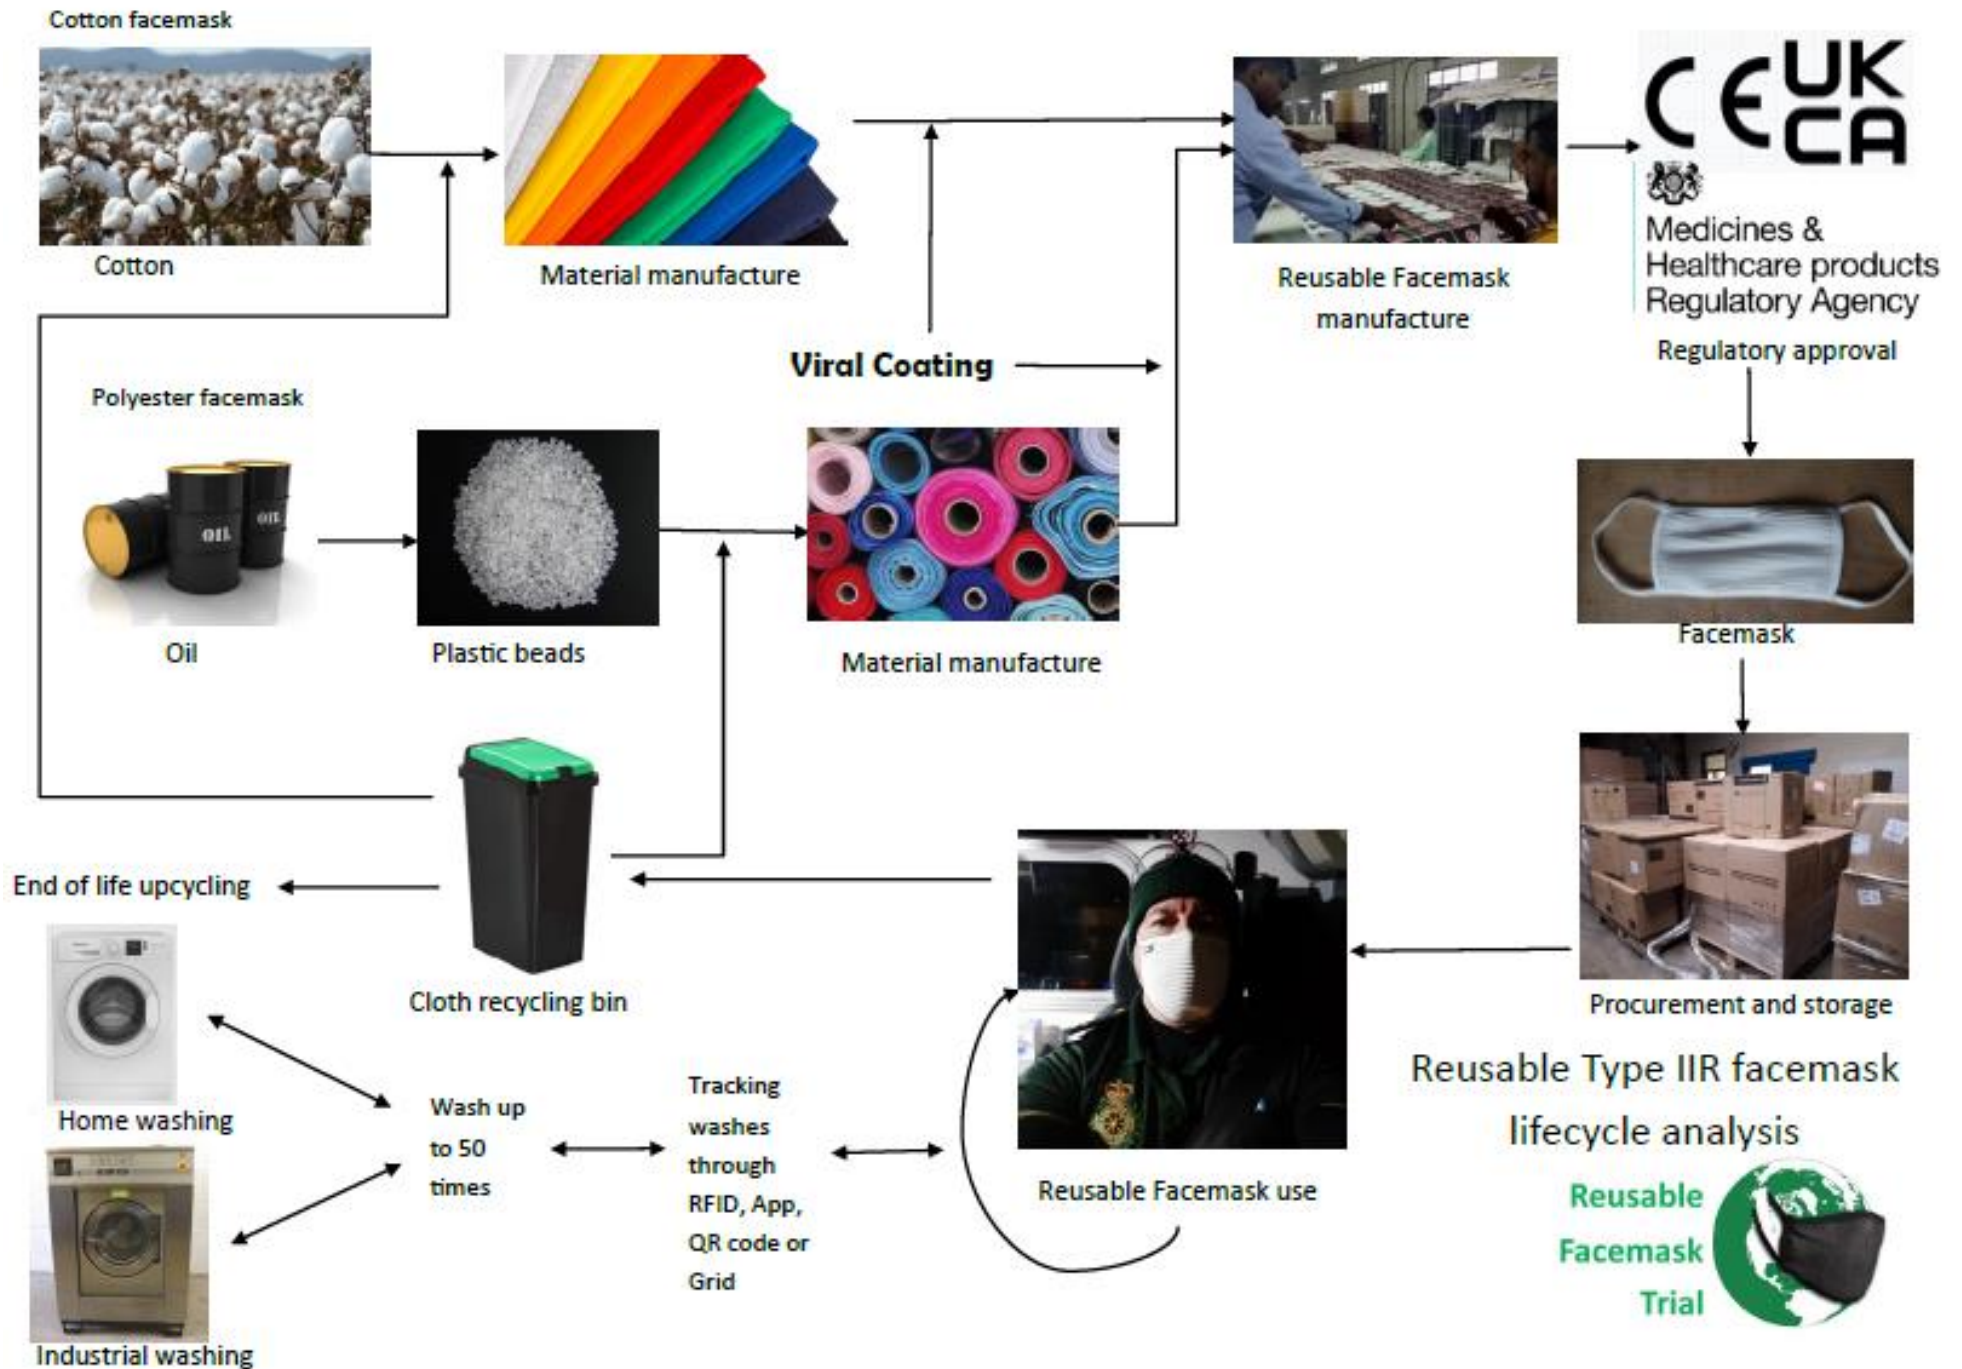 Cotton facemask
Cotton
Material manufacture
Reusable Facemask
manufacture
CE
UK
CA
Medicines &
Healthcare products
Regulatory Agency
Regulatory approval
Viral Coating
Polyester facemask
OIL
OIL
Oil
Plastic beads
Material manufacture
Facemask
Procurement and storage
End of life upcycling
Cloth recycling bin
Home washing
Industrial washing
Wash up
to 50
times
Tracking
washes
through
RFID, App,
QR code or
Grid
Reusable Facemask use
Reusable Type IIR facemask
lifecycle analysis
Reusable
Facemask
Trial